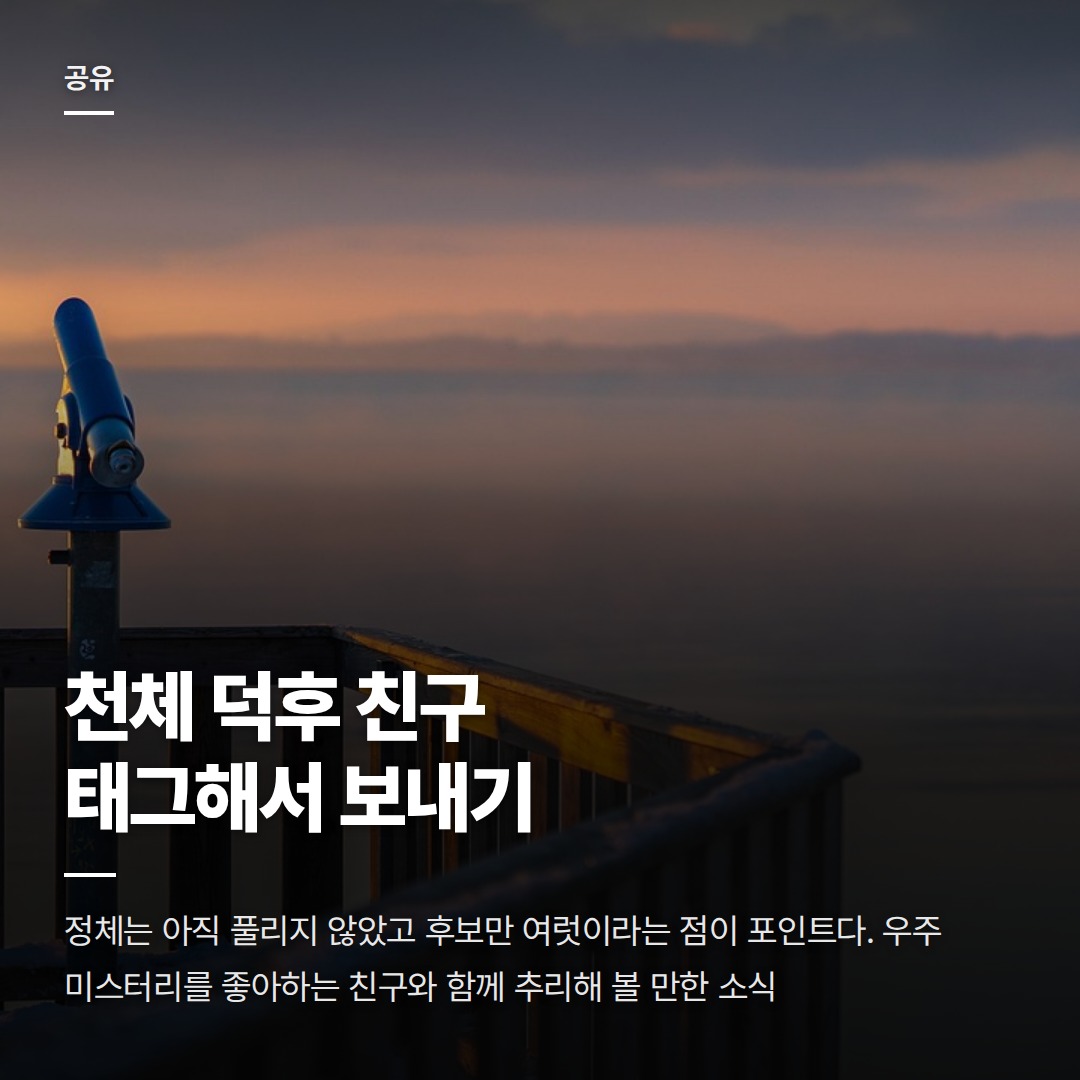 공유
천체 덕후 친구
태그해서 보내기
정체는 아직 풀리지 않았고 후보만 여럿이라는 점이 포인트다. 우주
미스터리를 좋아하는 친구와 함께 추리해 볼 만한 소식